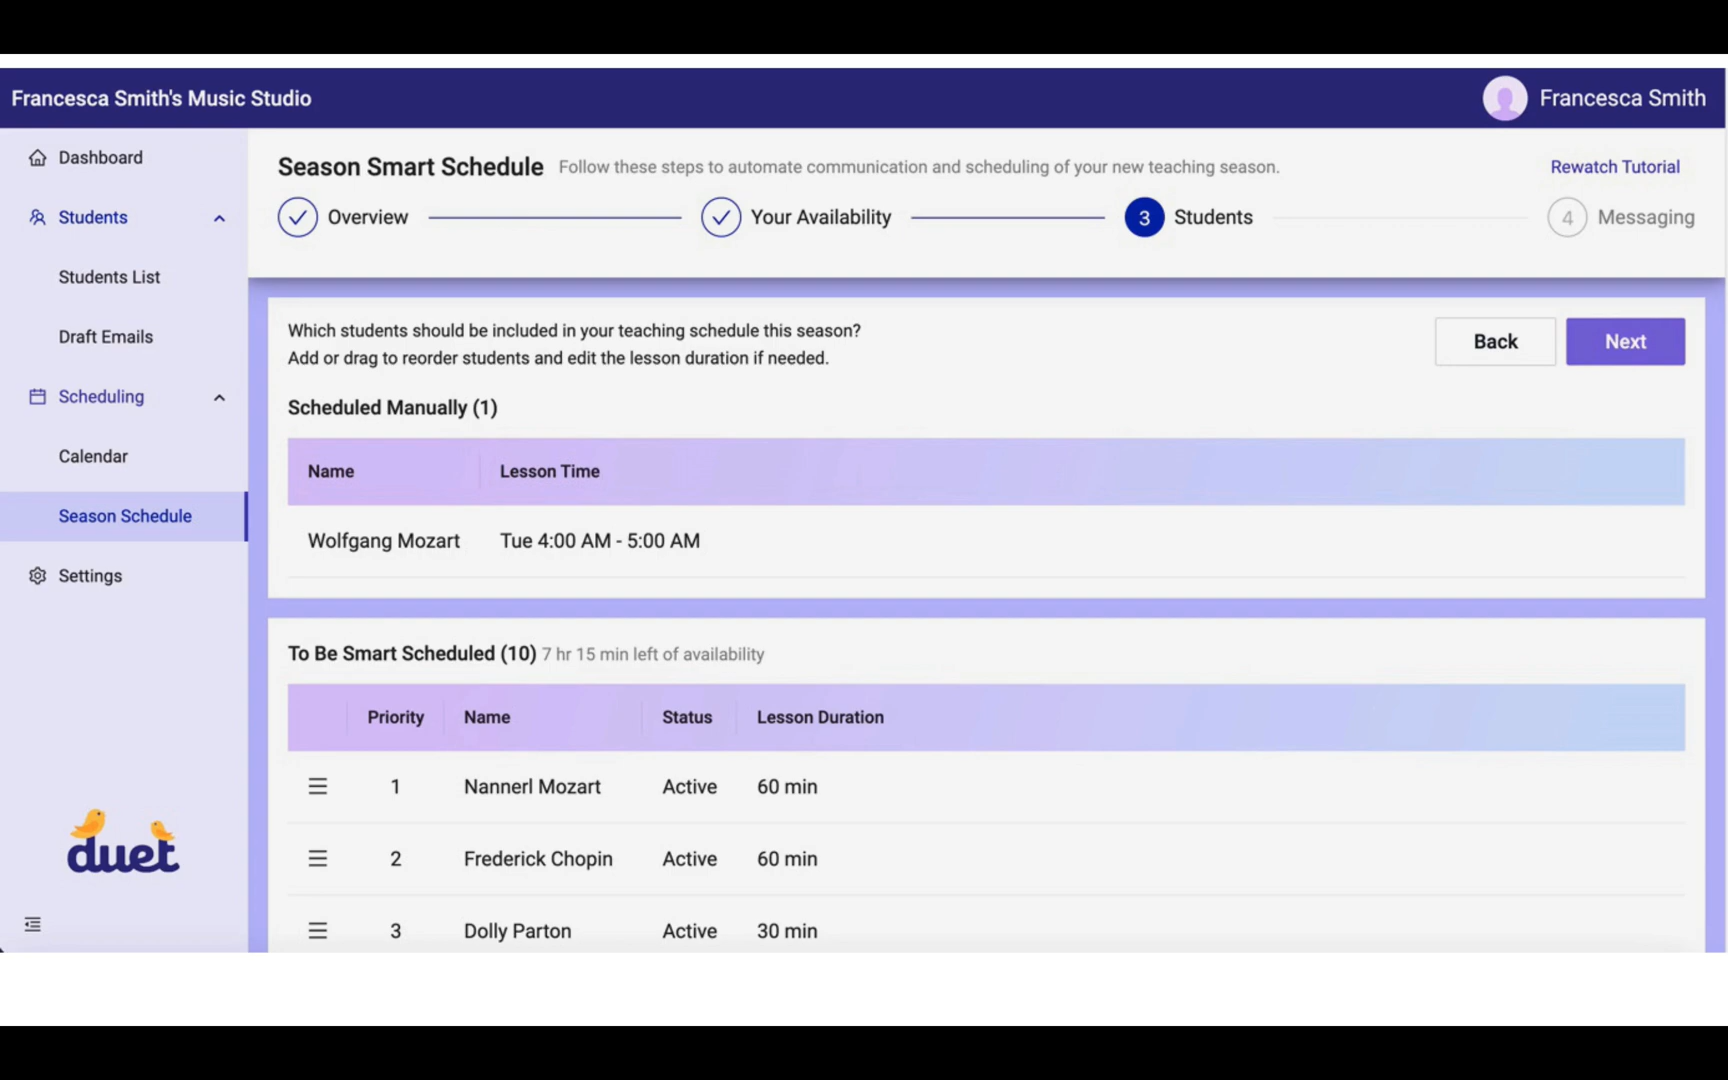 Francesca Smith's Music Studio
Francesca Smith
Dashboard
Students
Students List
Draft Emails
Scheduling
Calendar
Season Schedule
Settings
duet
Season Smart Schedule Follow these steps to automate communication and scheduling of your new teaching season. Rewatch Tutorial
Overview Your Availability 3 Students 4 Messaging
Which students should be included in your teaching schedule this season?
Add or drag to reorder students and edit the lesson duration if needed.
Back Next
Scheduled Manually (1)
Name Lesson Time
Wolfgang Mozart Tue 4:00 AM - 5:00 AM
To Be Smart Scheduled (10) 7 hr 15 min left of availability
Priority Name Status Lesson Duration
1 Nannerl Mozart Active 60 min
2 Frederick Chopin Active 60 min
3 Dolly Parton Active 30 min